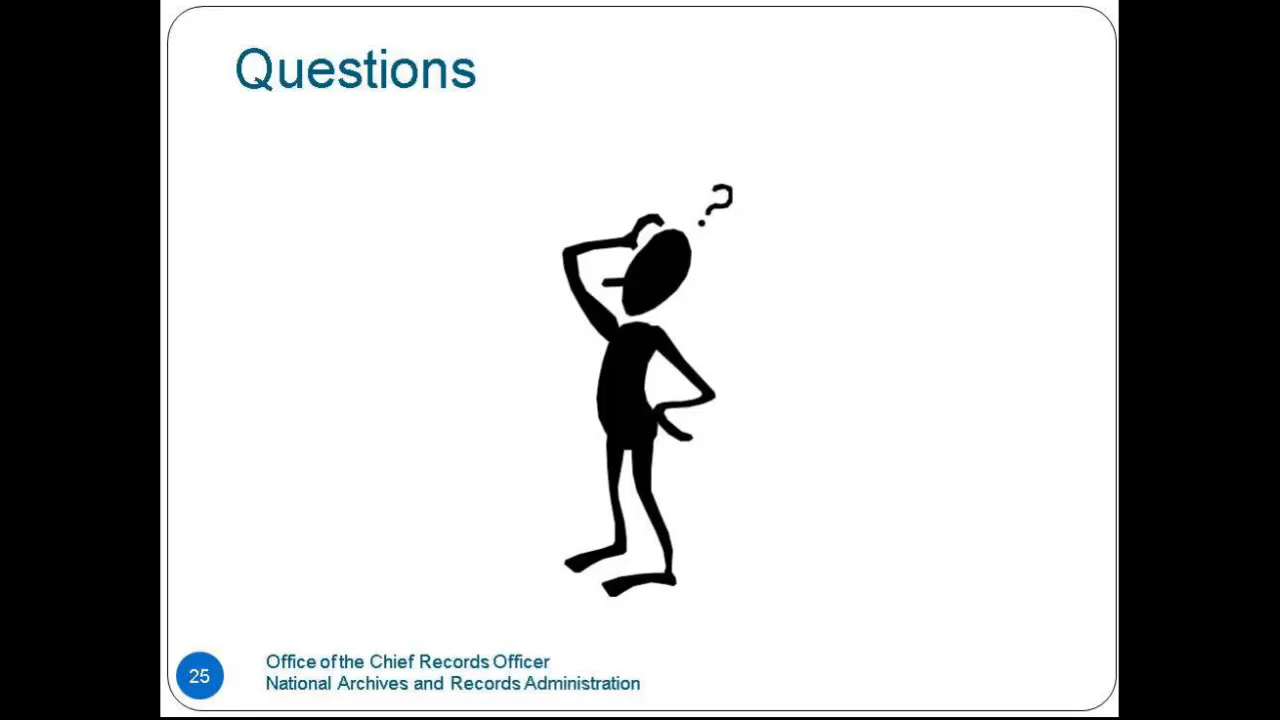 Questions
?
25
Office of the Chief Records Officer
National Archives and Records Administration